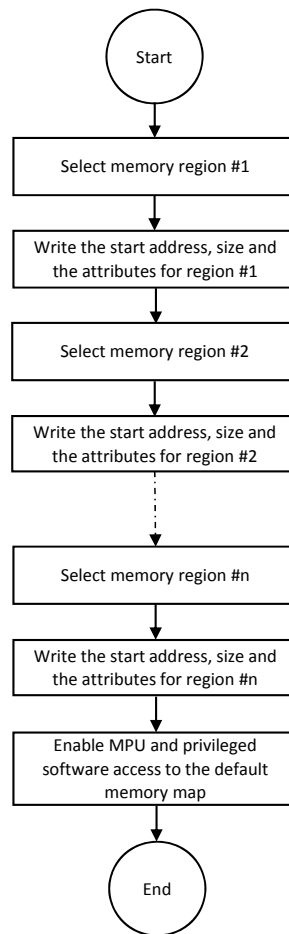 Start
Select memory region #1
Write the start address, size and
the attributes for region #1
Select memory region #2
Write the start address, size and
the attributes for region #2
Select memory region #n
Write the start address, size and
the attributes for region #n
Enable MPU and privileged
software access to the default
memory map
End